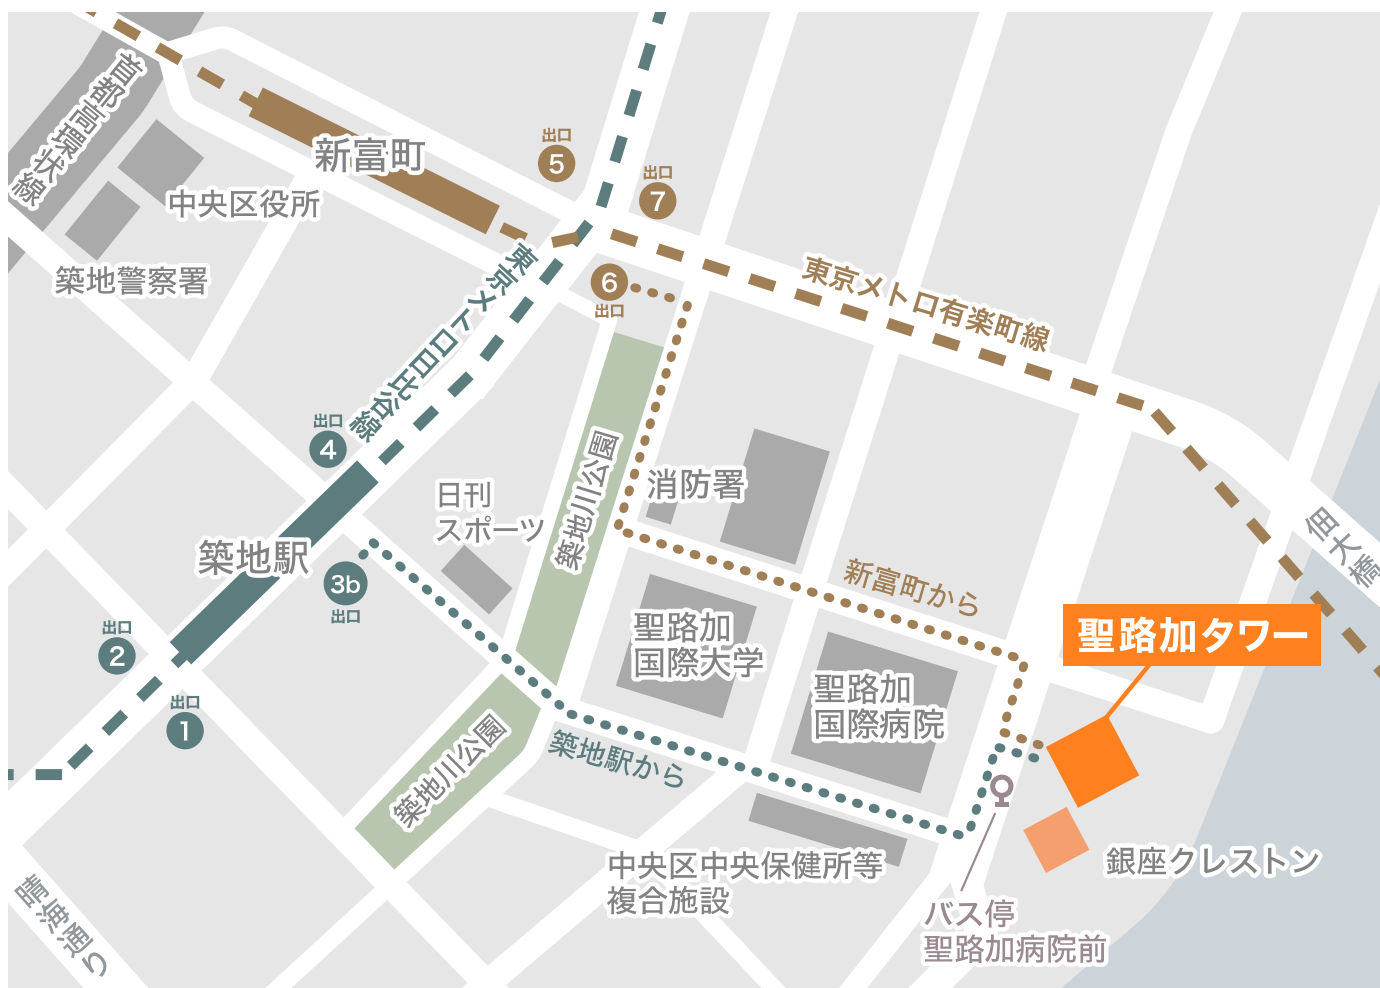 首都高環状線
新富町
中央区役所
築地警察署
出口
5
出口
7
6
出口
東京メトロ日比谷線
東京メトロ有楽町線
出口
4
築地駅
3b
出口
出口
2
出口
1
日刊
スポーツ
築地川公園
消防署
新富町から
佃大橋
聖路加タワー
聖路加
国際大学
聖路加
国際病院
築地川公園
築地駅から
中央区中央保健所等
複合施設
銀座クレストン
バス停
聖路加病院前
晴海通り